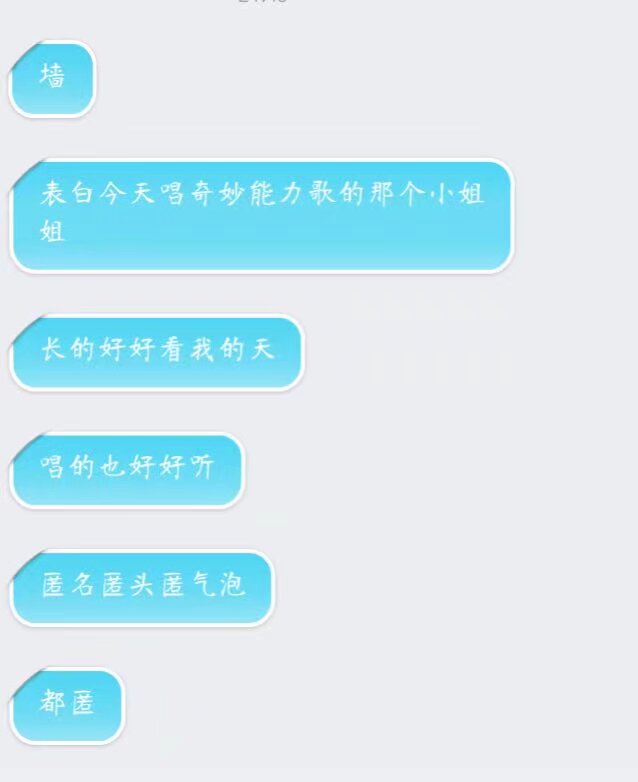 墙
表白今天唱奇妙能力歌的那个小姐
姐
长的好好看我的天
唱的也好好听
匿名匿头匿气泡
都匿